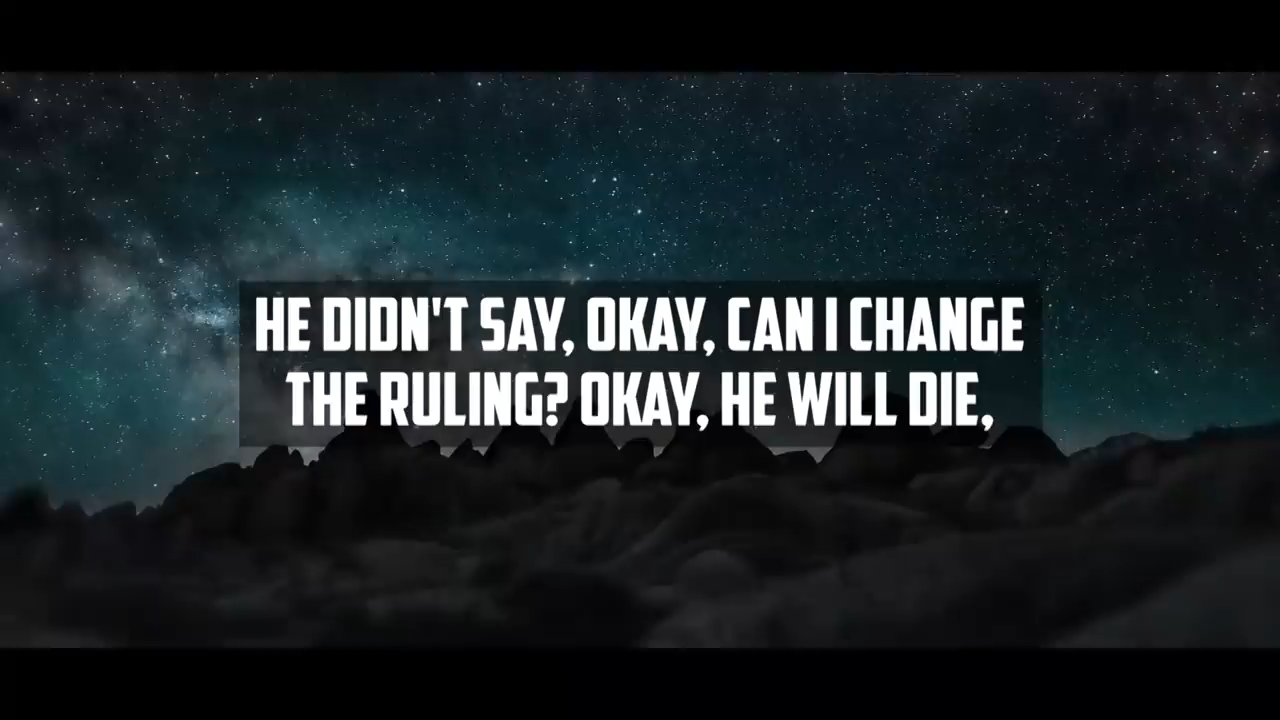 HE DIDN'T SAY, OKAY, CAN I CHANGE
THE RULING? OKAY, HE WILL DIE,